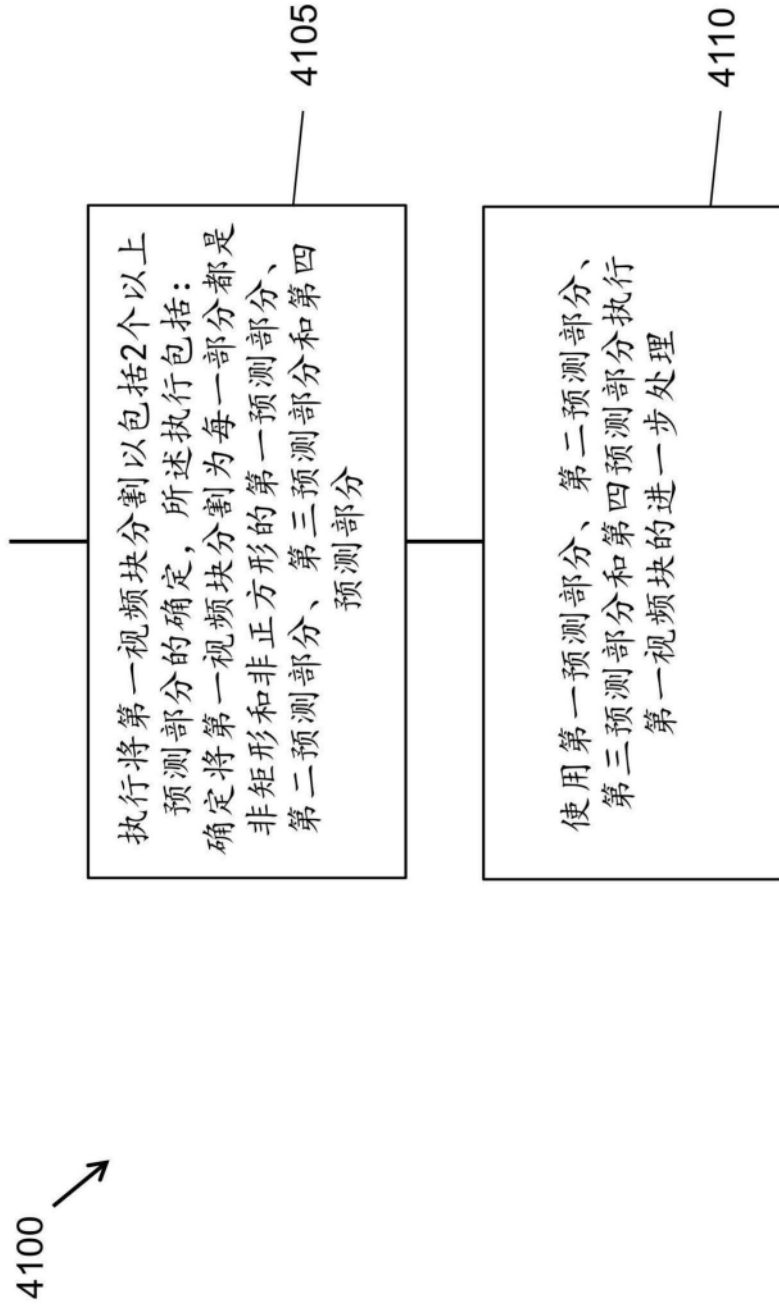 4100
执行将第一视频块分割以包括2个以上
预测部分的确定，所述执行包括：
确定将第一视频块分割为每一部分都是
非矩形和非正方形的第一预测部分、
第二预测部分、第三预测部分和第四
预测部分
4105
使用第一预测部分、第二预测部分、
第三预测部分和第四预测部分执行
第一视频块的进一步处理
4110